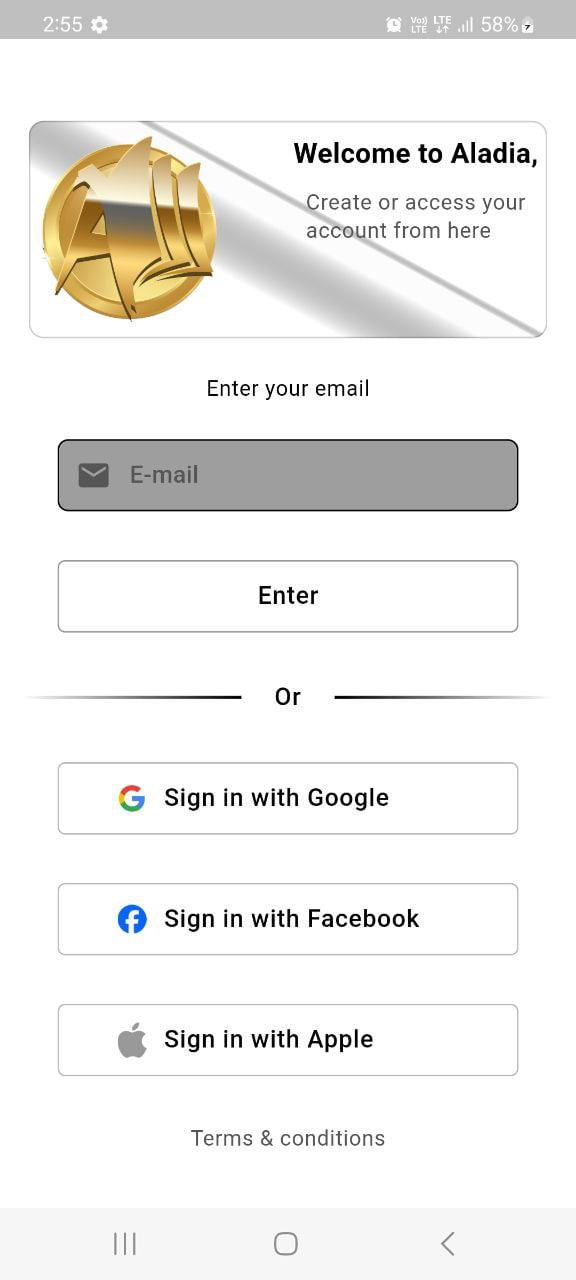 2:55 Vo) LTE LTE 58%
Welcome to Aladia,
Create or access your
account from here
Enter your email
E-mail
Enter
Or
Sign in with Google
Sign in with Facebook
Sign in with Apple
Terms & conditions